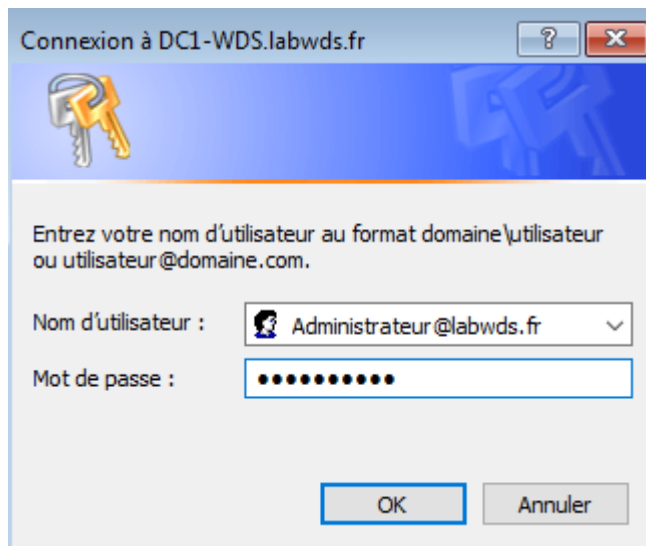 Connexion à DC1-WDS.labwds.fr
?
Entrez votre nom d'utilisateur au format domaine\utilisateur
ou utilisateur@domaine.com.
Nom d'utilisateur : Administrateur@labwds.fr
Mot de passe : ●●●●●●●●●●
OK Annuler